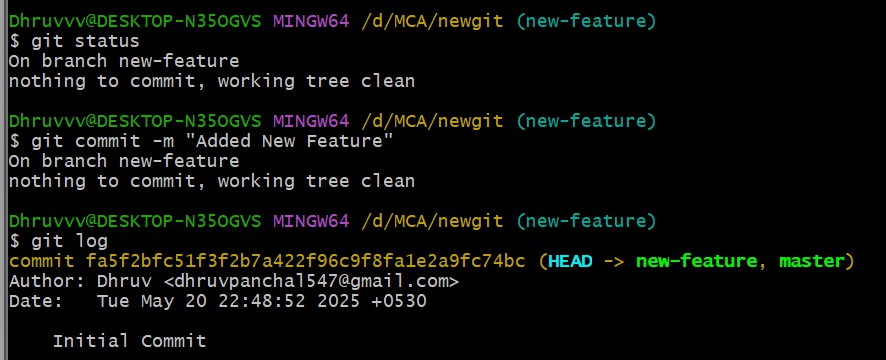 Dhruvvv@DESKTOP-N35OGVS MINGW64 /d/MCA/newgit (new-feature)
$ git status
On branch new-feature
nothing to commit, working tree clean
Dhruvvv@DESKTOP-N35OGVS MINGW64 /d/MCA/newgit (new-feature)
$ git commit -m "Added New Feature"
On branch new-feature
nothing to commit, working tree clean
Dhruvvv@DESKTOP-N35OGVS MINGW64 /d/MCA/newgit (new-feature)
$ git log
commit fa5f2bfc51f3f2b7a422f96c9f8fa1e2a9fc74bc (HEAD -> new-feature, master)
Author: Dhruv <dhruvpanchal547@gmail.com>
Date:   Tue May 20 22:48:52 2025 +0530
    Initial Commit